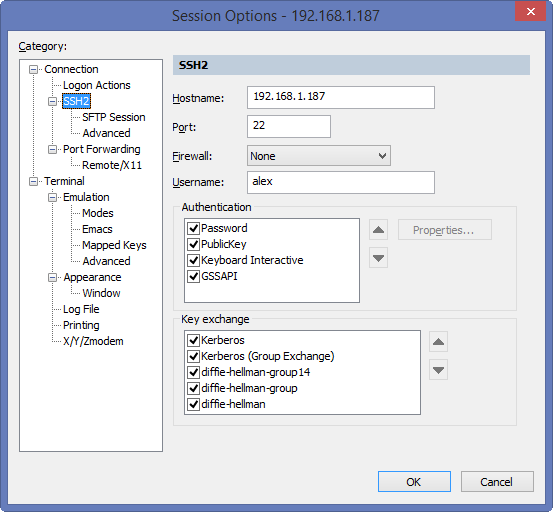 Session Options - 192.168.1.187
Category:
Connection
Logon Actions
SSH2
SFTP Session
Advanced
Port Forwarding
Remote/X11
Terminal
Emulation
Modes
Emacs
Mapped Keys
Advanced
Appearance
Window
Log File
Printing
X/Y/Zmodem
SSH2
Hostname: 192.168.1.187
Port: 22
Firewall: None
Username: alex
Authentication
Password
PublicKey
Keyboard Interactive
GSSAPI
Properties...
Key exchange
Kerberos
Kerberos (Group Exchange)
diffie-hellman-group14
diffie-hellman-group
diffie-hellman
OK
Cancel